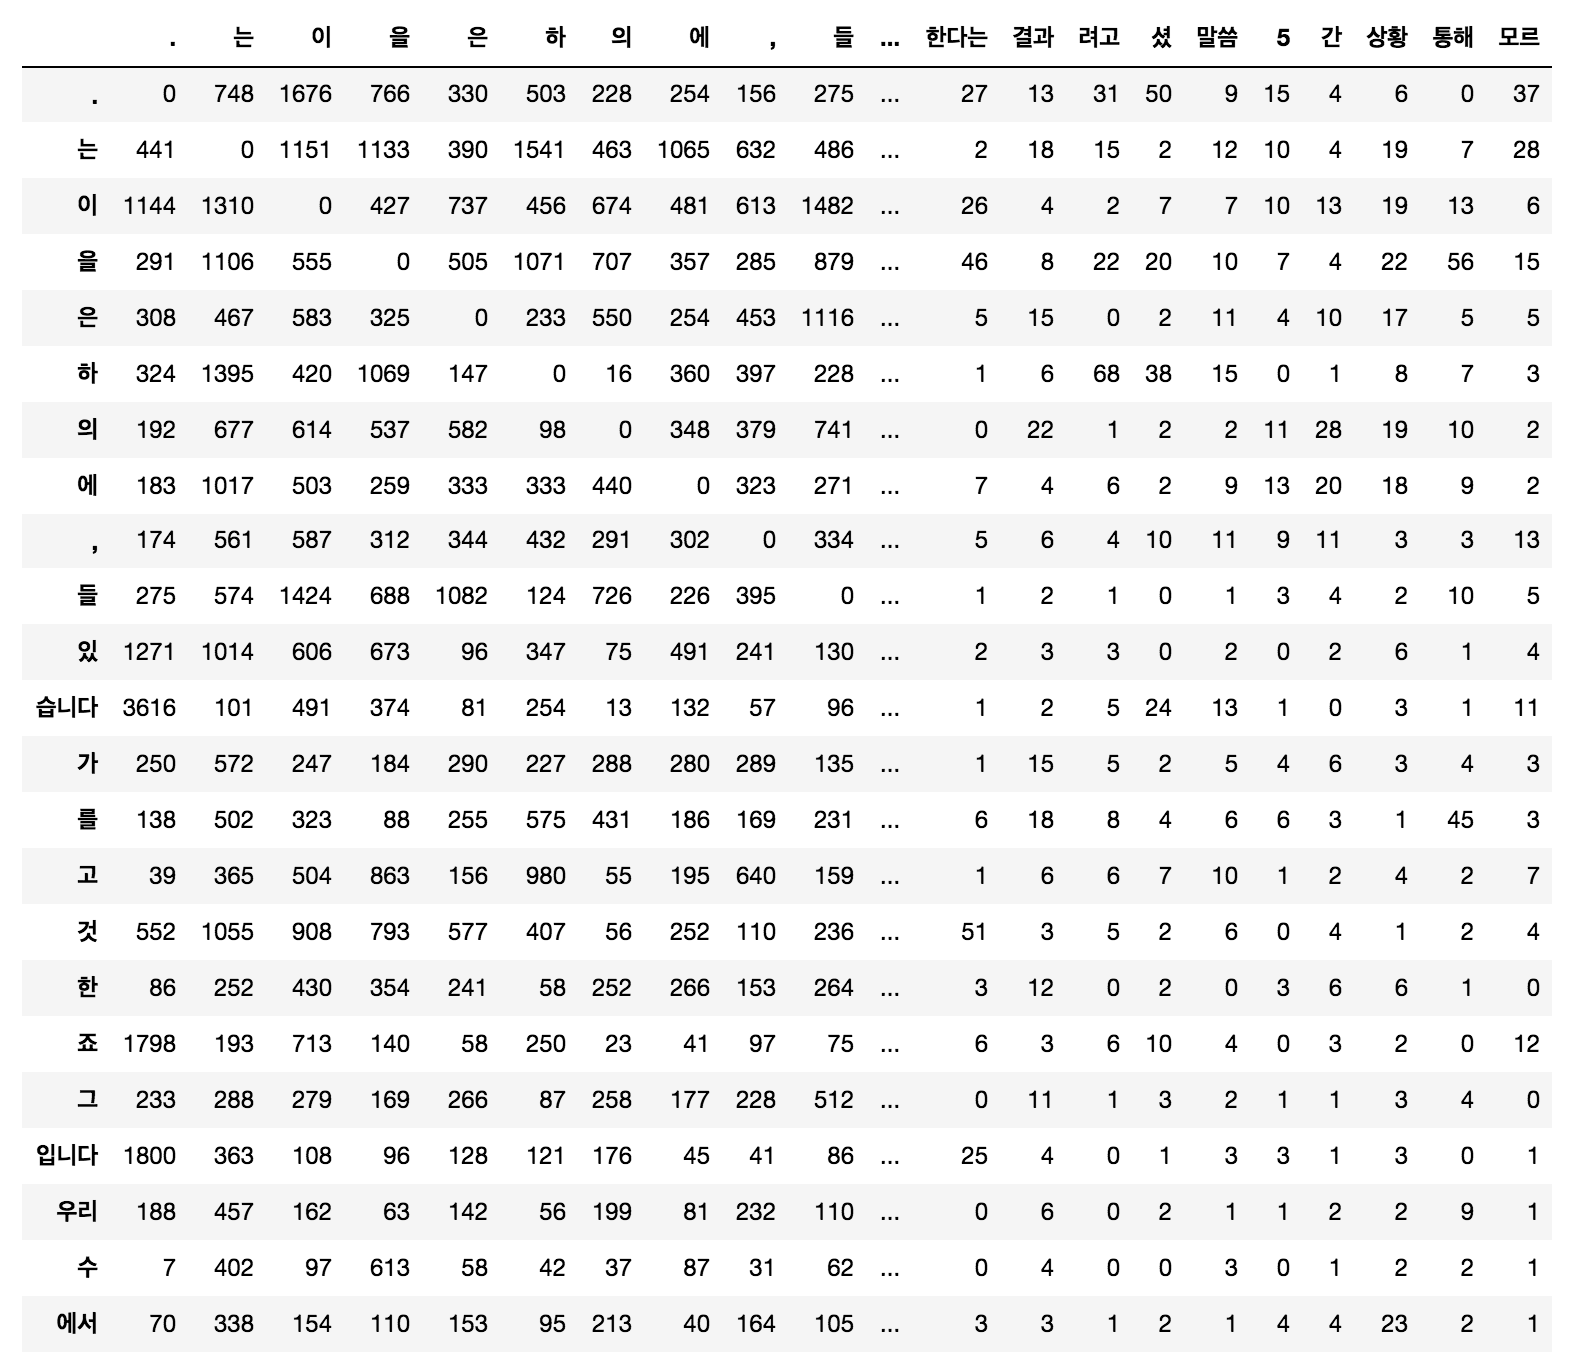 . 는 이 을 은 하 의 에 , 들 ... 한다는 결과 려고 셨 말씀 5 간 상황 통해 모르
. 0 748 1676 766 330 503 228 254 156 275 ... 27 13 31 50 9 15 4 6 0 37
는 441 0 1151 1133 390 1541 463 1065 632 486 ... 2 18 15 2 12 10 4 19 7 28
이 1144 1310 0 427 737 456 674 481 613 1482 ... 26 4 2 7 7 10 13 19 13 6
을 291 1106 555 0 505 1071 707 357 285 879 ... 46 8 22 20 10 7 4 22 56 15
은 308 467 583 325 0 233 550 254 453 1116 ... 5 15 0 2 11 4 10 17 5 5
하 324 1395 420 1069 147 0 16 360 397 228 ... 1 6 68 38 15 0 1 8 7 3
의 192 677 614 537 582 98 0 348 379 741 ... 0 22 1 2 2 11 28 19 10 2
에 183 1017 503 259 333 333 440 0 323 271 ... 7 4 6 2 9 13 20 18 9 2
, 174 561 587 312 344 432 291 302 0 334 ... 5 6 4 10 11 9 11 3 3 13
들 275 574 1424 688 1082 124 726 226 395 0 ... 1 2 1 0 1 3 4 2 10 5
있 1271 1014 606 673 96 347 75 491 241 130 ... 2 3 3 0 2 0 2 6 1 4
습니다 3616 101 491 374 81 254 13 132 57 96 ... 1 2 5 24 13 1 0 3 1 11
가 250 572 247 184 290 227 288 280 289 135 ... 1 15 5 2 5 4 6 3 4 3
를 138 502 323 88 255 575 431 186 169 231 ... 6 18 8 4 6 6 3 1 45 3
고 39 365 504 863 156 980 55 195 640 159 ... 1 6 6 7 10 1 2 4 2 7
것 552 1055 908 793 577 407 56 252 110 236 ... 51 3 5 2 6 0 4 1 2 4
한 86 252 430 354 241 58 252 266 153 264 ... 3 12 0 2 0 3 6 6 1 0
죠 1798 193 713 140 58 250 23 41 97 75 ... 6 3 6 10 4 0 3 2 0 12
그 233 288 279 169 266 87 258 177 228 512 ... 0 11 1 3 2 1 1 3 4 0
입니다 1800 363 108 96 128 121 176 45 41 86 ... 25 4 0 1 3 3 1 3 0 1
우리 188 457 162 63 142 56 199 81 232 110 ... 0 6 0 2 1 1 2 2 9 1
수 7 402 97 613 58 42 37 87 31 62 ... 0 4 0 0 3 0 1 2 2 1
에서 70 338 154 110 153 95 213 40 164 105 ... 3 3 1 2 1 4 4 23 2 1